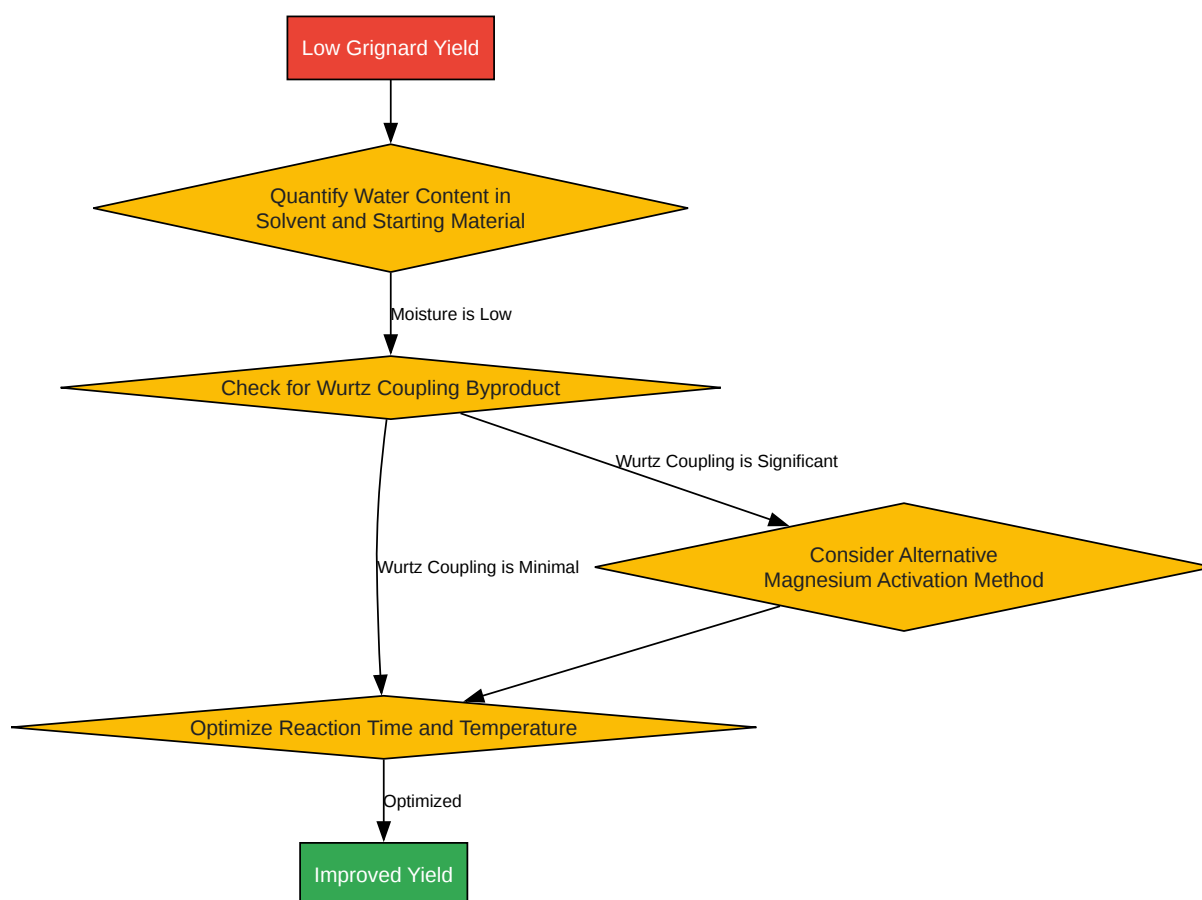 Low Grignard Yield
Quantify Water Content in
Solvent and Starting Material
Moisture is Low
Check for Wurtz Coupling Byproduct
Wurtz Coupling is Significant
Consider Alternative
Magnesium Activation Method
Wurtz Coupling is Minimal
Optimize Reaction Time and Temperature
Optimized
Improved Yield